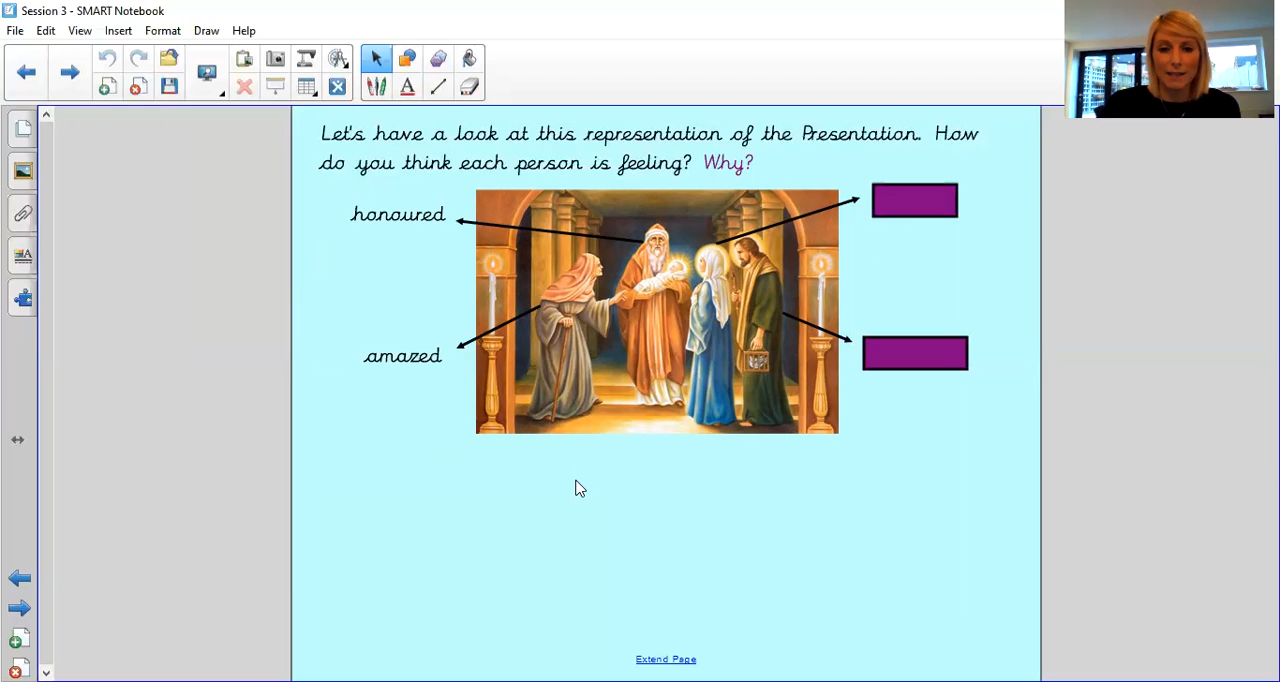 Session 3 - SMART Notebook
File Edit View Insert Format Draw Help
Let's have a look at this representation of the Presentation. How
do you think each person is feeling? Why?
honoured
amazed
Extend Page